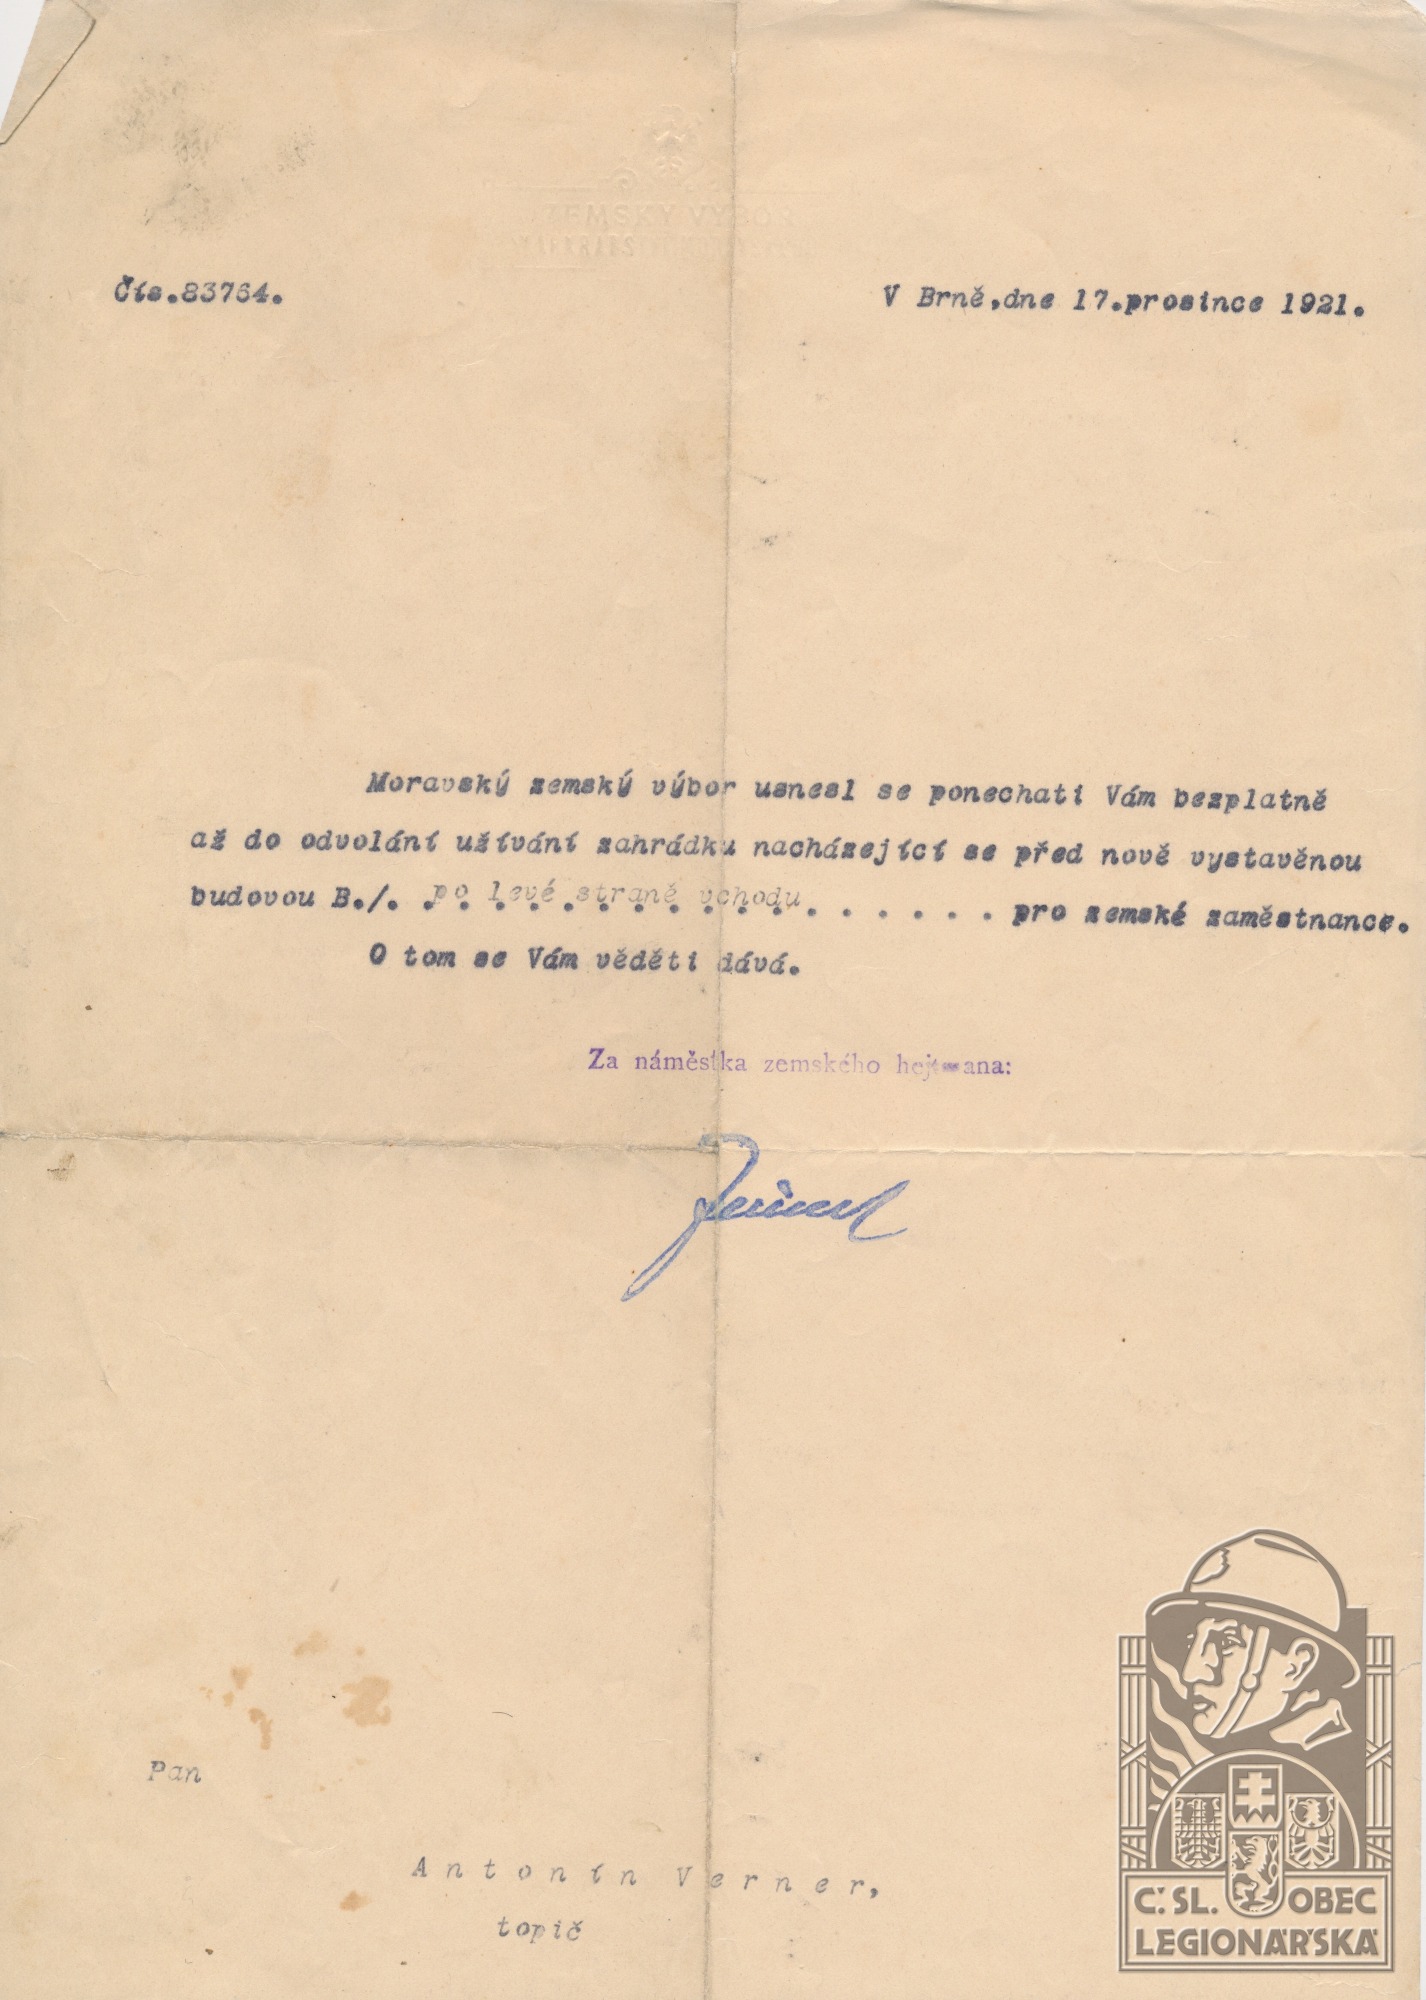 ZEMSKÝ VÝBOR
Čís.83764.
V Brně,dne 17.prosince 1921.
Moravský zemský výbor usnesl se ponechati Vám bezplatně
až do odvolání užívání zahrádku nacházející se před nově vystavěnou
budovou B./. po levé straně vchodu . . . . . . pro zemské zaměstnance.
O tom se Vám věděti dává.
Za náměstka zemského hejtmana:
Pan
Antonín Verner,
topič
Č.SL. OBEC
LEGIONÁŘSKÁ